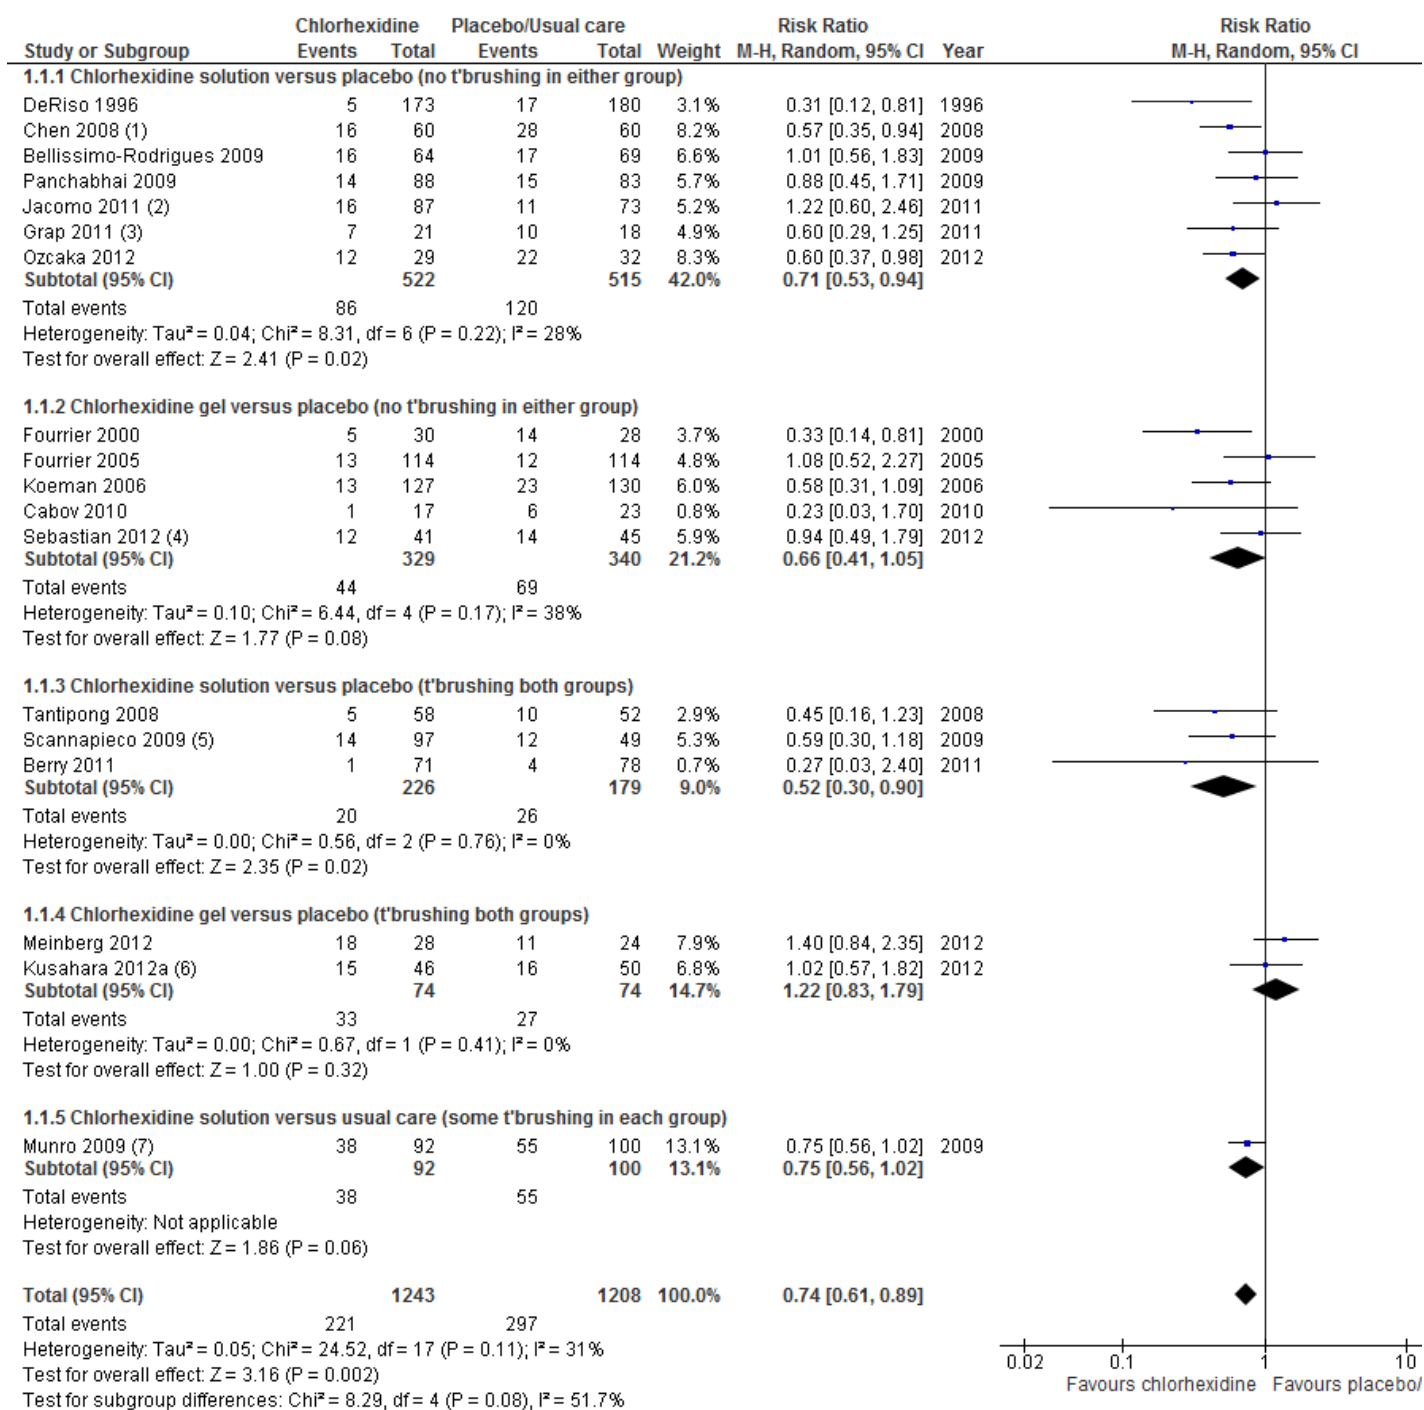 Chlorhexidine Placebo/Usual care Risk Ratio Risk Ratio
Study or Subgroup Events Total Events Total Weight M-H, Random, 95% CI Year M-H, Random, 95% CI
1.1.1 Chlorhexidine solution versus placebo (no t'brushing in either group)
DeRiso 1996 5 173 17 180 3.1% 0.31 [0.12, 0.81] 1996
Chen 2008 (1) 16 60 28 60 8.2% 0.57 [0.35, 0.94] 2008
Bellissimo-Rodrigues 2009 16 64 17 69 6.6% 1.01 [0.56, 1.83] 2009
Panchabhai 2009 14 88 15 83 5.7% 0.88 [0.45, 1.71] 2009
Jacomo 2011 (2) 16 87 11 73 5.2% 1.22 [0.60, 2.46] 2011
Grap 2011 (3) 7 21 10 18 4.9% 0.60 [0.29, 1.25] 2011
Ozcaka 2012 12 29 22 32 8.3% 0.60 [0.37, 0.98] 2012
Subtotal (95% CI) 522 515 42.0% 0.71 [0.53, 0.94]
Total events 86 120
Heterogeneity: Tau² = 0.04; Chi² = 8.31, df = 6 (P = 0.22); I² = 28%
Test for overall effect: Z = 2.41 (P = 0.02)
1.1.2 Chlorhexidine gel versus placebo (no t'brushing in either group)
Fourrier 2000 5 30 14 28 3.7% 0.33 [0.14, 0.81] 2000
Fourrier 2005 13 114 12 114 4.8% 1.08 [0.52, 2.27] 2005
Koeman 2006 13 127 23 130 6.0% 0.58 [0.31, 1.09] 2006
Cabov 2010 1 17 6 23 0.8% 0.23 [0.03, 1.70] 2010
Sebastian 2012 (4) 12 41 14 45 5.9% 0.94 [0.49, 1.79] 2012
Subtotal (95% CI) 329 340 21.2% 0.66 [0.41, 1.05]
Total events 44 69
Heterogeneity: Tau² = 0.10; Chi² = 6.44, df = 4 (P = 0.17); I² = 38%
Test for overall effect: Z = 1.77 (P = 0.08)
1.1.3 Chlorhexidine solution versus placebo (t'brushing both groups)
Tantipong 2008 5 58 10 52 2.9% 0.45 [0.16, 1.23] 2008
Scannapieco 2009 (5) 14 97 12 49 5.3% 0.59 [0.30, 1.18] 2009
Berry 2011 1 71 4 78 0.7% 0.27 [0.03, 2.40] 2011
Subtotal (95% CI) 226 179 9.0% 0.52 [0.30, 0.90]
Total events 20 26
Heterogeneity: Tau² = 0.00; Chi² = 0.56, df = 2 (P = 0.76); I² = 0%
Test for overall effect: Z = 2.35 (P = 0.02)
1.1.4 Chlorhexidine gel versus placebo (t'brushing both groups)
Meinberg 2012 18 28 11 24 7.9% 1.40 [0.84, 2.35] 2012
Kusahara 2012a (6) 15 46 16 50 6.8% 1.02 [0.57, 1.82] 2012
Subtotal (95% CI) 74 74 14.7% 1.22 [0.83, 1.79]
Total events 33 27
Heterogeneity: Tau² = 0.00; Chi² = 0.67, df = 1 (P = 0.41); I² = 0%
Test for overall effect: Z = 1.00 (P = 0.32)
1.1.5 Chlorhexidine solution versus usual care (some t'brushing in each group)
Munro 2009 (7) 38 92 55 100 13.1% 0.75 [0.56, 1.02] 2009
Subtotal (95% CI) 92 100 13.1% 0.75 [0.56, 1.02]
Total events 38 55
Heterogeneity: Not applicable
Test for overall effect: Z = 1.86 (P = 0.06)
Total (95% CI) 1243 1208 100.0% 0.74 [0.61, 0.89]
Total events 221 297
Heterogeneity: Tau² = 0.05; Chi² = 24.52, df = 17 (P = 0.11); I² = 31%
Test for overall effect: Z = 3.16 (P = 0.002)
Test for subgroup differences: Chi² = 8.29, df = 4 (P = 0.08), I² = 51.7%
0.02 0.1 1 10
Favours chlorhexidine Favours placebo/